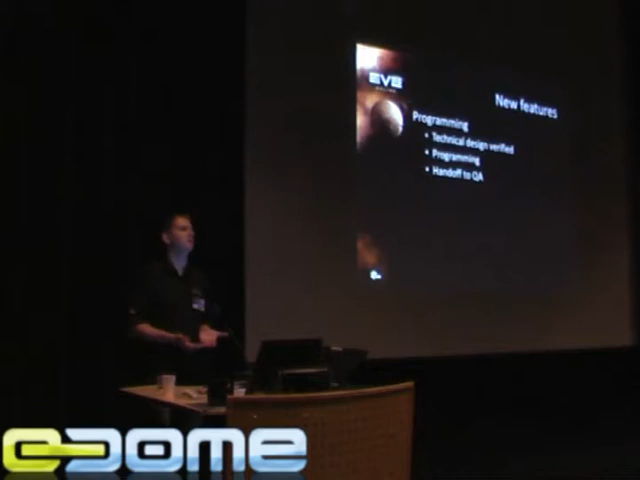 EVE
New features
Programming
• Technical design verified
• Programming
• Handoff to QA
e-DOME